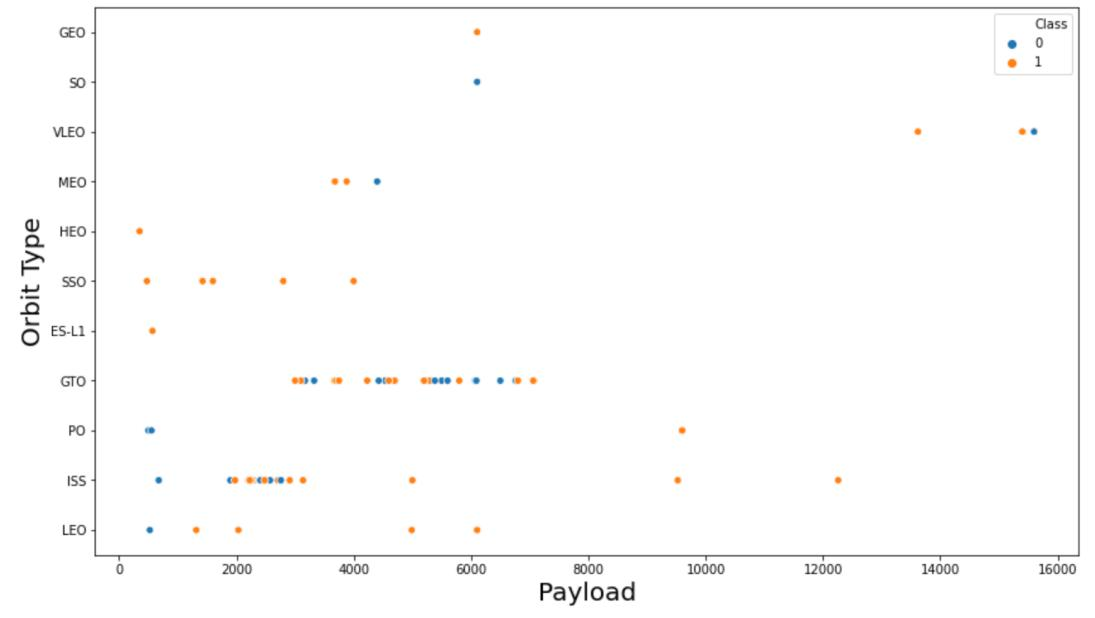 GEO
SO
VLEO
MEO
HEO
SSO
ES-L1
GTO
PO
ISS
LEO
Orbit Type
Class
0
1
0 2000 4000 6000 8000 10000 12000 14000 16000
Payload